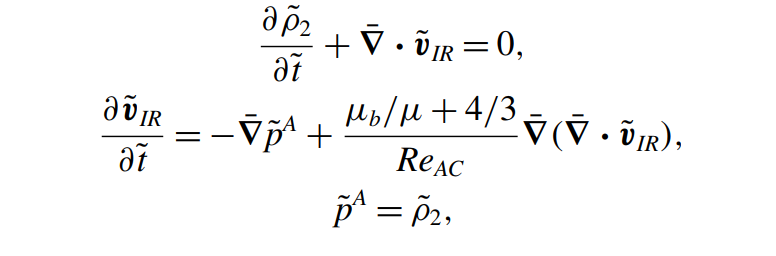 ∂ρ̃₂/∂t̃ + ∇̄ · ṽ_IR = 0,
∂ṽ_IR/∂t̃ = −∇̄p̃ᴬ + (μ_b/μ + 4/3)/Re_AC ∇̄(∇̄ · ṽ_IR),
p̃ᴬ = ρ̃₂,